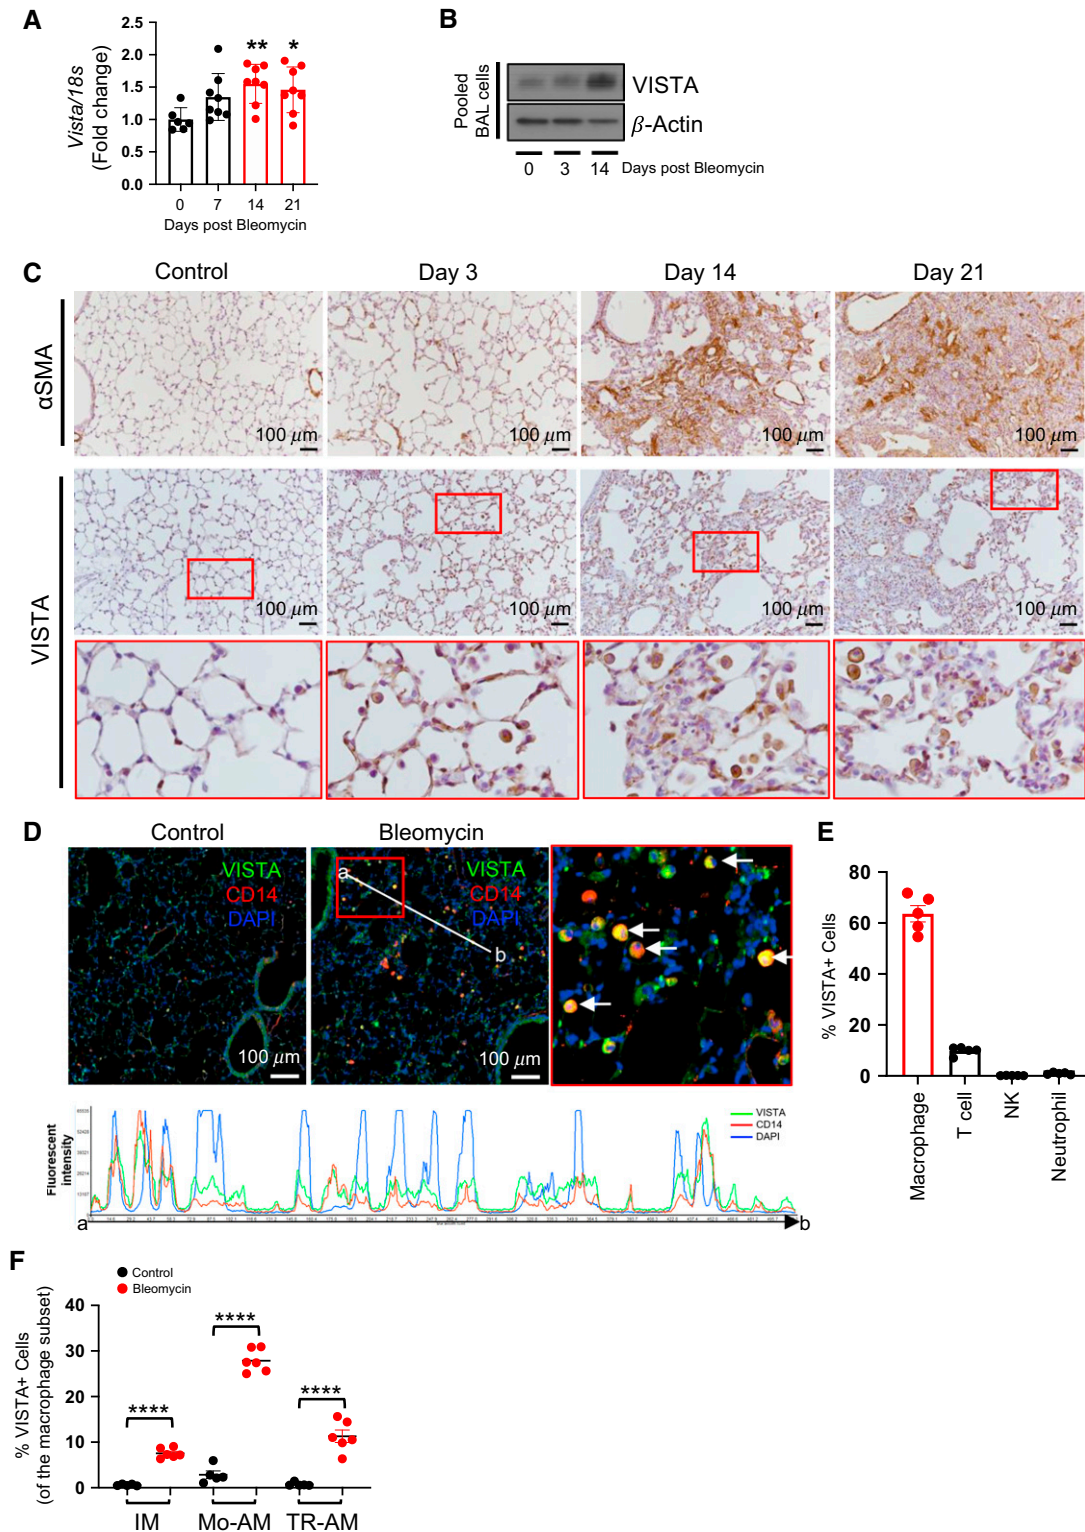 A
Vista/18s
(Fold change)
2.5
2.0
1.5
1.0
0.5
0.0
** *
0 7 14 21
Days post Bleomycin
B
Pooled
BAL cells
VISTA
β-Actin
0 3 14 Days post Bleomycin
C
Control Day 3 Day 14 Day 21
αSMA
100 μm 100 μm 100 μm 100 μm
VISTA
100 μm 100 μm 100 μm 100 μm
D
Control Bleomycin
VISTA
CD14
DAPI
100 μm
VISTA
CD14
DAPI
a
b
100 μm
Fluorescent
intensity
VISTA
CD14
DAPI
a b
E
% VISTA+ Cells
80
60
40
20
0
Macrophage
T cell
NK
Neutrophil
F
Control
Bleomycin
% VISTA+ Cells
(of the macrophage subset)
40
30
20
10
0
**** **** ****
IM Mo-AM TR-AM